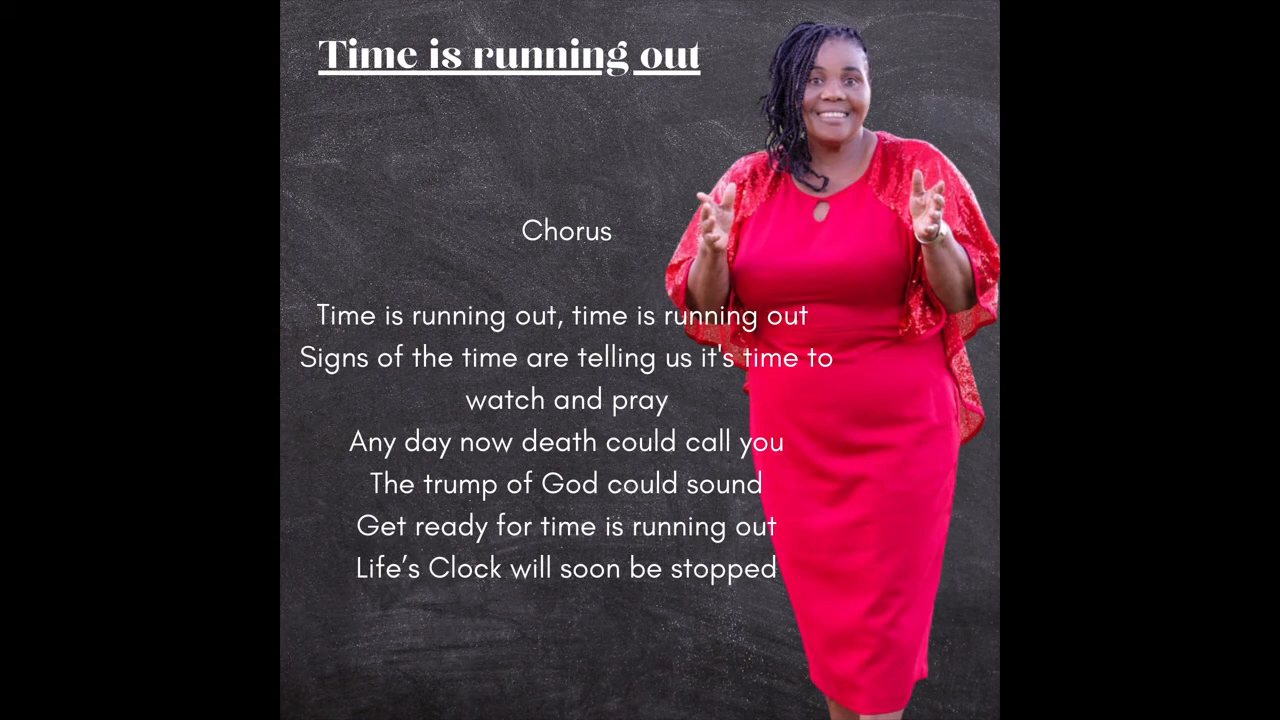 Time is running out
Chorus
Time is running out, time is running out
Signs of the time are telling us it's time to
watch and pray
Any day now death could call you
The trump of God could sound
Get ready for time is running out
Life’s Clock will soon be stopped